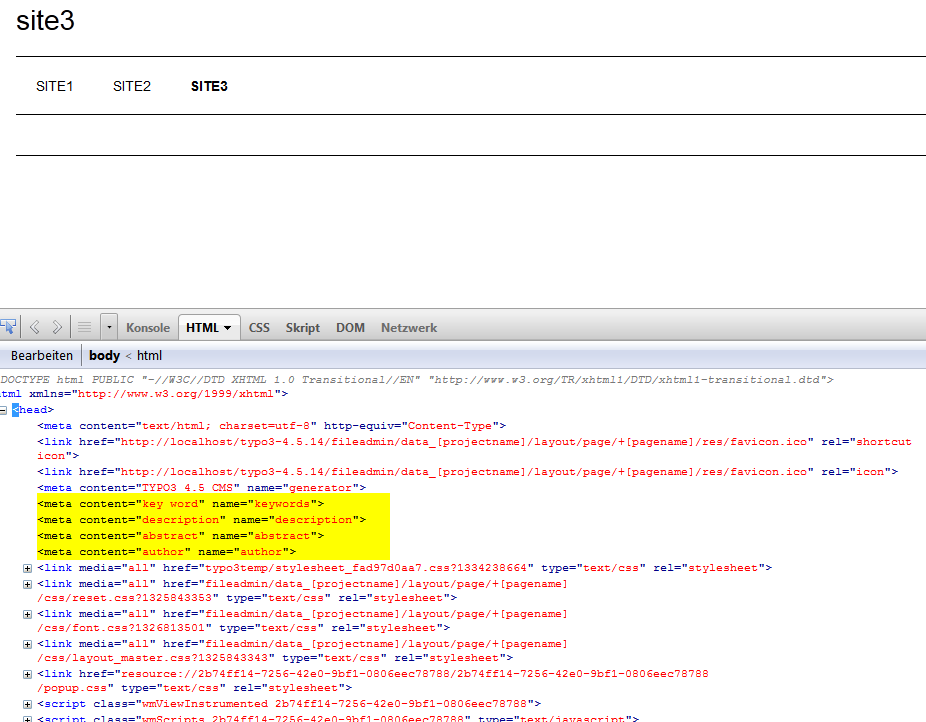 site3
SITE1 SITE2 SITE3
Konsole HTML CSS Skript DOM Netzwerk
Bearbeiten body < html
DOCTYPE html PUBLIC "-//W3C//DTD XHTML 1.0 Transitional//EN" "http://www.w3.org/TR/xhtml1/DTD/xhtml1-transitional.dtd">
tml xmlns="http://www.w3.org/1999/xhtml">
<head>
<meta content="text/html; charset=utf-8" http-equiv="Content-Type">
<link href="http://localhost/typo3-4.5.14/fileadmin/data_[projectname]/layout/page/+[pagename]/res/favicon.ico" rel="shortcut
icon">
<link href="http://localhost/typo3-4.5.14/fileadmin/data_[projectname]/layout/page/+[pagename]/res/favicon.ico" rel="icon">
<meta content="TYPO3 4.5 CMS" name="generator">
<meta content="key word" name="keywords">
<meta content="description" name="description">
<meta content="abstract" name="abstract">
<meta content="author" name="author">
<link media="all" href="typo3temp/stylesheet_fad97d0aa7.css?1334238664" type="text/css" rel="stylesheet">
<link media="all" href="fileadmin/data_[projectname]/layout/page/+[pagename]
/css/reset.css?1325843353" type="text/css" rel="stylesheet">
<link media="all" href="fileadmin/data_[projectname]/layout/page/+[pagename]
/css/font.css?1326813501" type="text/css" rel="stylesheet">
<link media="all" href="fileadmin/data_[projectname]/layout/page/+[pagename]
/css/layout_master.css?1325843343" type="text/css" rel="stylesheet">
<link href="resource://2b74ff14-7256-42e0-9bf1-0806eec78788/2b74ff14-7256-42e0-9bf1-0806eec78788
/popup.css" type="text/css" rel="stylesheet">
<script class="wmViewInstrumented 2b74ff14-7256-42e0-9bf1-0806eec78788">
<script class="wmScripts 2b74ff14-7256-42e0-9bf1-0806eec78788" type="text/javascript">